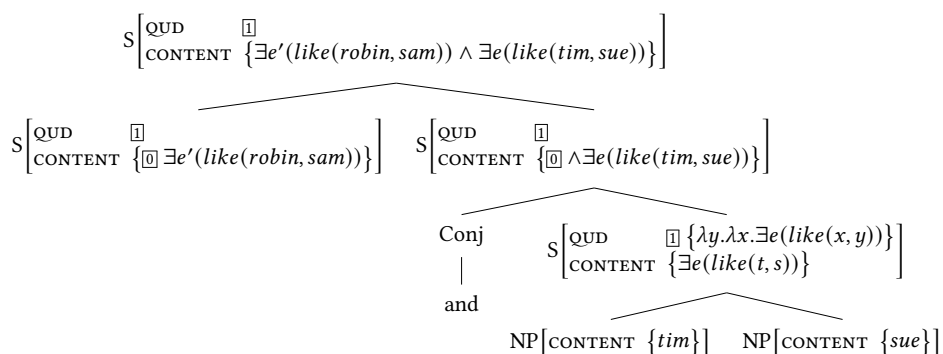 S[QUD 1
CONTENT {∃e′(like(robin, sam)) ∧ ∃e(like(tim, sue))}]
S[QUD 1
CONTENT {0 ∃e′(like(robin, sam))}]
S[QUD 1
CONTENT {0 ∧∃e(like(tim, sue))}]
Conj
S[QUD 1 {λy.λx.∃e(like(x, y))}
CONTENT {∃e(like(t, s))}]
and
NP[CONTENT {tim}] NP[CONTENT {sue}]